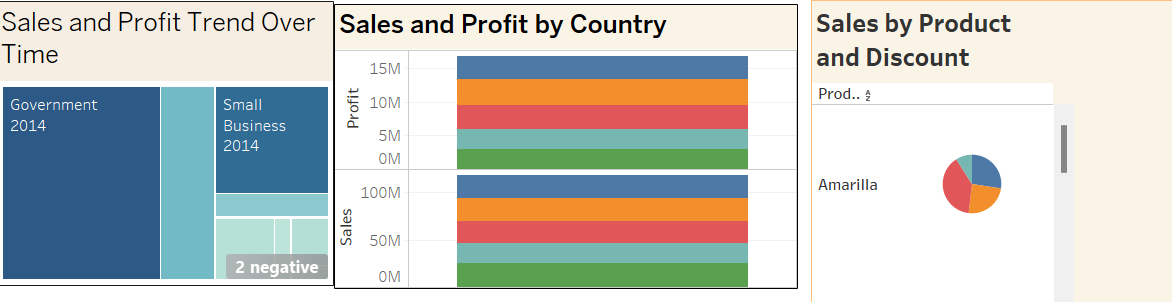 Sales and Profit Trend Over
Time
Government
2014
Small
Business
2014
2 negative
Sales and Profit by Country
Profit
15M
10M
5M
0M
Sales
100M
50M
0M
Sales by Product
and Discount
Prod..
Amarilla